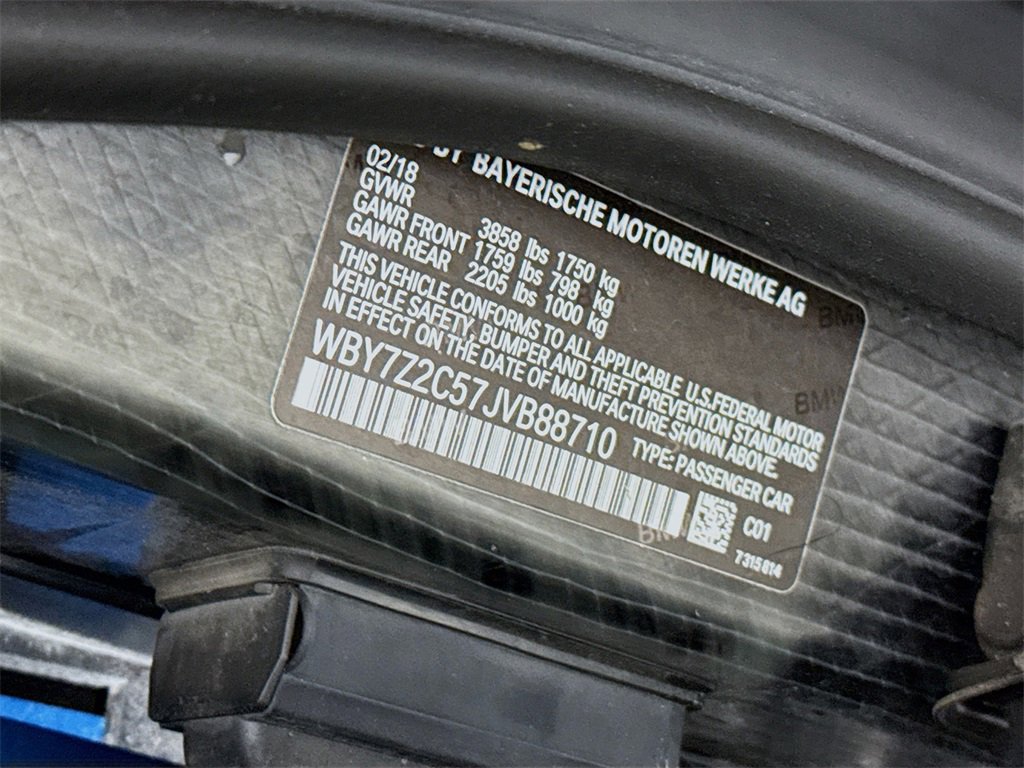 BY BAYERISCHE MOTOREN WERKE AG
02/18
GVWR 3858 lbs 1750 kg
GAWR FRONT 1759 lbs 798 kg
GAWR REAR 2205 lbs 1000 kg
THIS VEHICLE CONFORMS TO ALL APPLICABLE U.S.FEDERAL MOTOR
VEHICLE SAFETY, BUMPER AND THEFT PREVENTION STANDARDS
IN EFFECT ON THE DATE OF MANUFACTURE SHOWN ABOVE.
WBY7Z2C57JVB88710 TYPE: PASSENGER CAR
C01
7315814
BMW
BMW
BMW